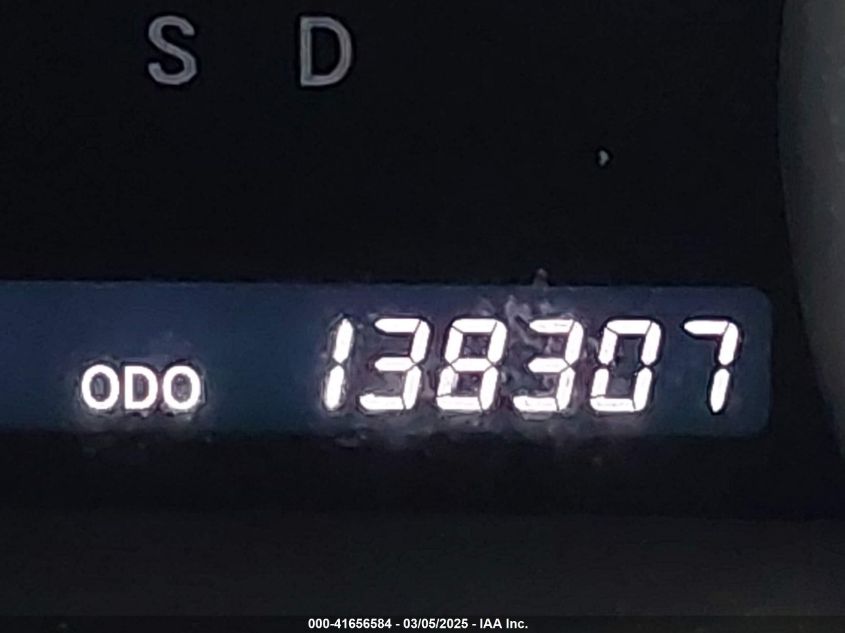 S D
ODO 138307
000-41656584 - 03/05/2025 - IAA Inc.